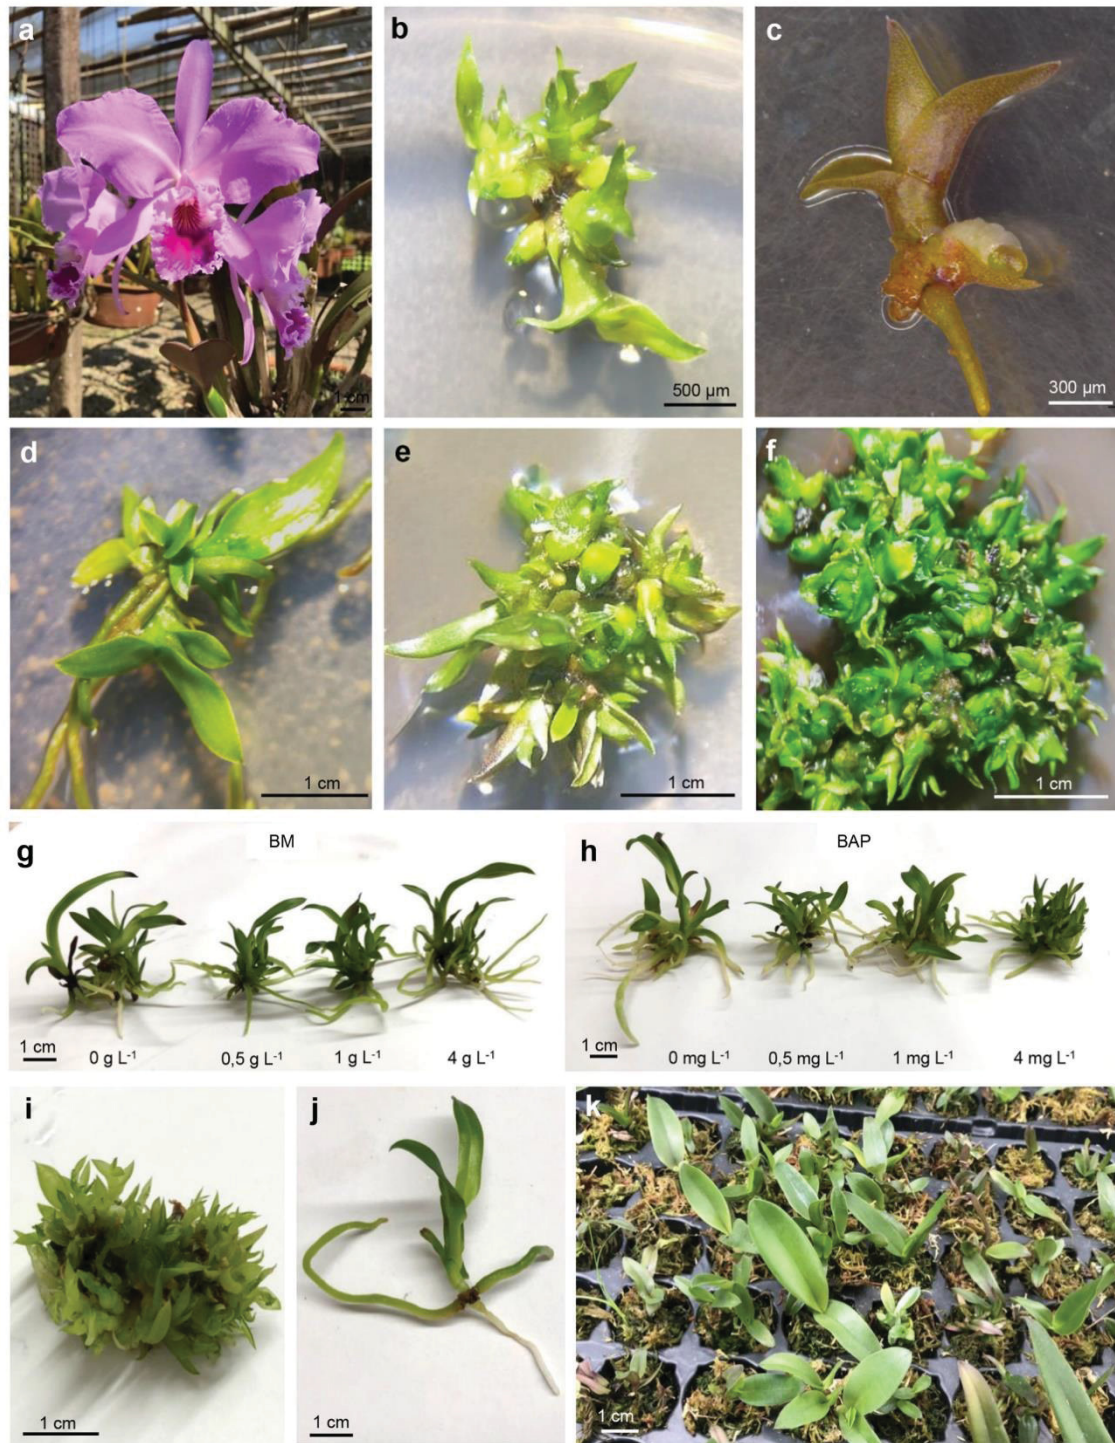 a
1 cm
b
500 µm
c
300 µm
d
1 cm
e
1 cm
f
1 cm
g
BM
1 cm
0 g L⁻¹
0,5 g L⁻¹
1 g L⁻¹
4 g L⁻¹
h
BAP
1 cm
0 mg L⁻¹
0,5 mg L⁻¹
1 mg L⁻¹
4 mg L⁻¹
i
1 cm
j
1 cm
k
1 cm